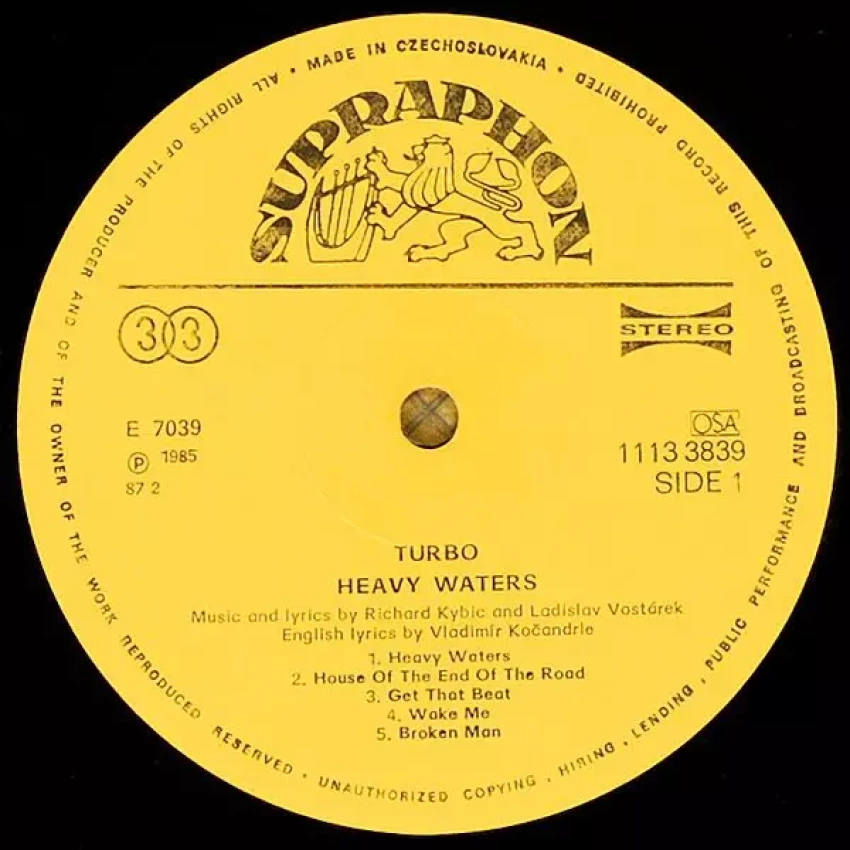 MADE IN CZECHOSLOVAKIA · ALL RIGHTS OF THE PRODUCER AND OF THE OWNER OF THE WORK REPRODUCED RESERVED · UNAUTHORIZED COPYING , HIRING , LENDING , PUBLIC PERFORMANCE AND BROADCASTING OF THIS RECORD PROHIBITED ·
SUPRAPHON
33
STEREO
E 7039
℗ 1985
87 2
OSA
1113 3839
SIDE 1
TURBO
HEAVY WATERS
Music and lyrics by Richard Kybic and Ladislav Vostárek
English lyrics by Vladimír Kočandrle
1. Heavy Waters
2. House Of The End Of The Road
3. Get That Beat
4. Wake Me
5. Broken Man